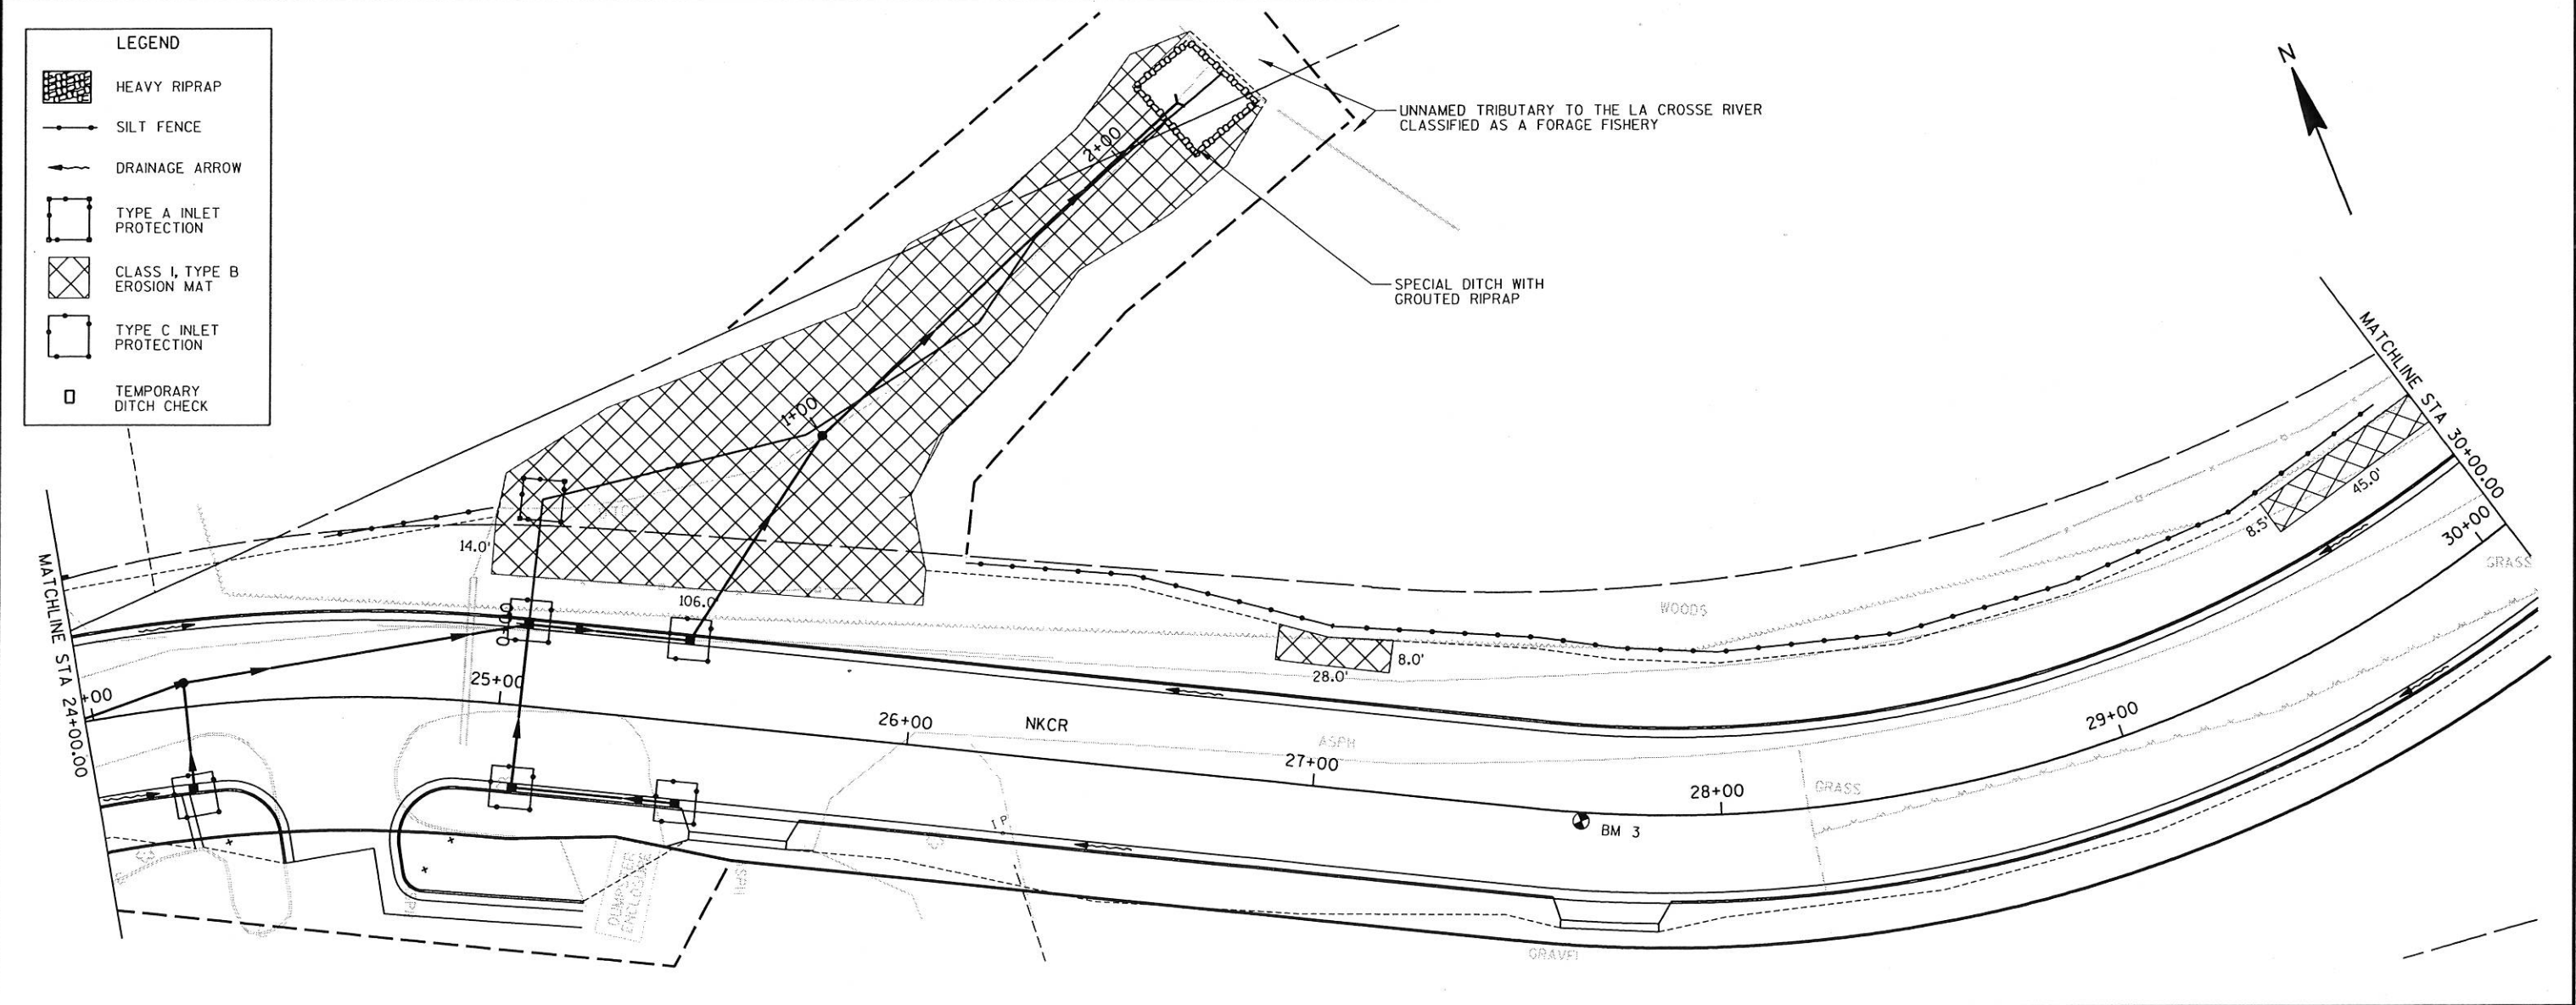 LEGEND
HEAVY RIPRAP
SILT FENCE
DRAINAGE ARROW
TYPE A INLET
PROTECTION
CLASS I, TYPE B
EROSION MAT
TYPE C INLET
PROTECTION
TEMPORARY
DITCH CHECK
N
UNNAMED TRIBUTARY TO THE LA CROSSE RIVER
CLASSIFIED AS A FORAGE FISHERY
2+00
SPECIAL DITCH WITH
GROUTED RIPRAP
1+00
MATCHLINE STA 30+00.00
45.0'
8.5'
30+00
GRASS
14.0'
106.0'
WOODS
8.0'
28.0'
MATCHLINE STA 24+00.00
+00
25+00
26+00
NKCR
ASPH
27+00
28+00
29+00
GRASS
BM 3
IP
DUMPSTER
ENCLOSURE
GRAVEL